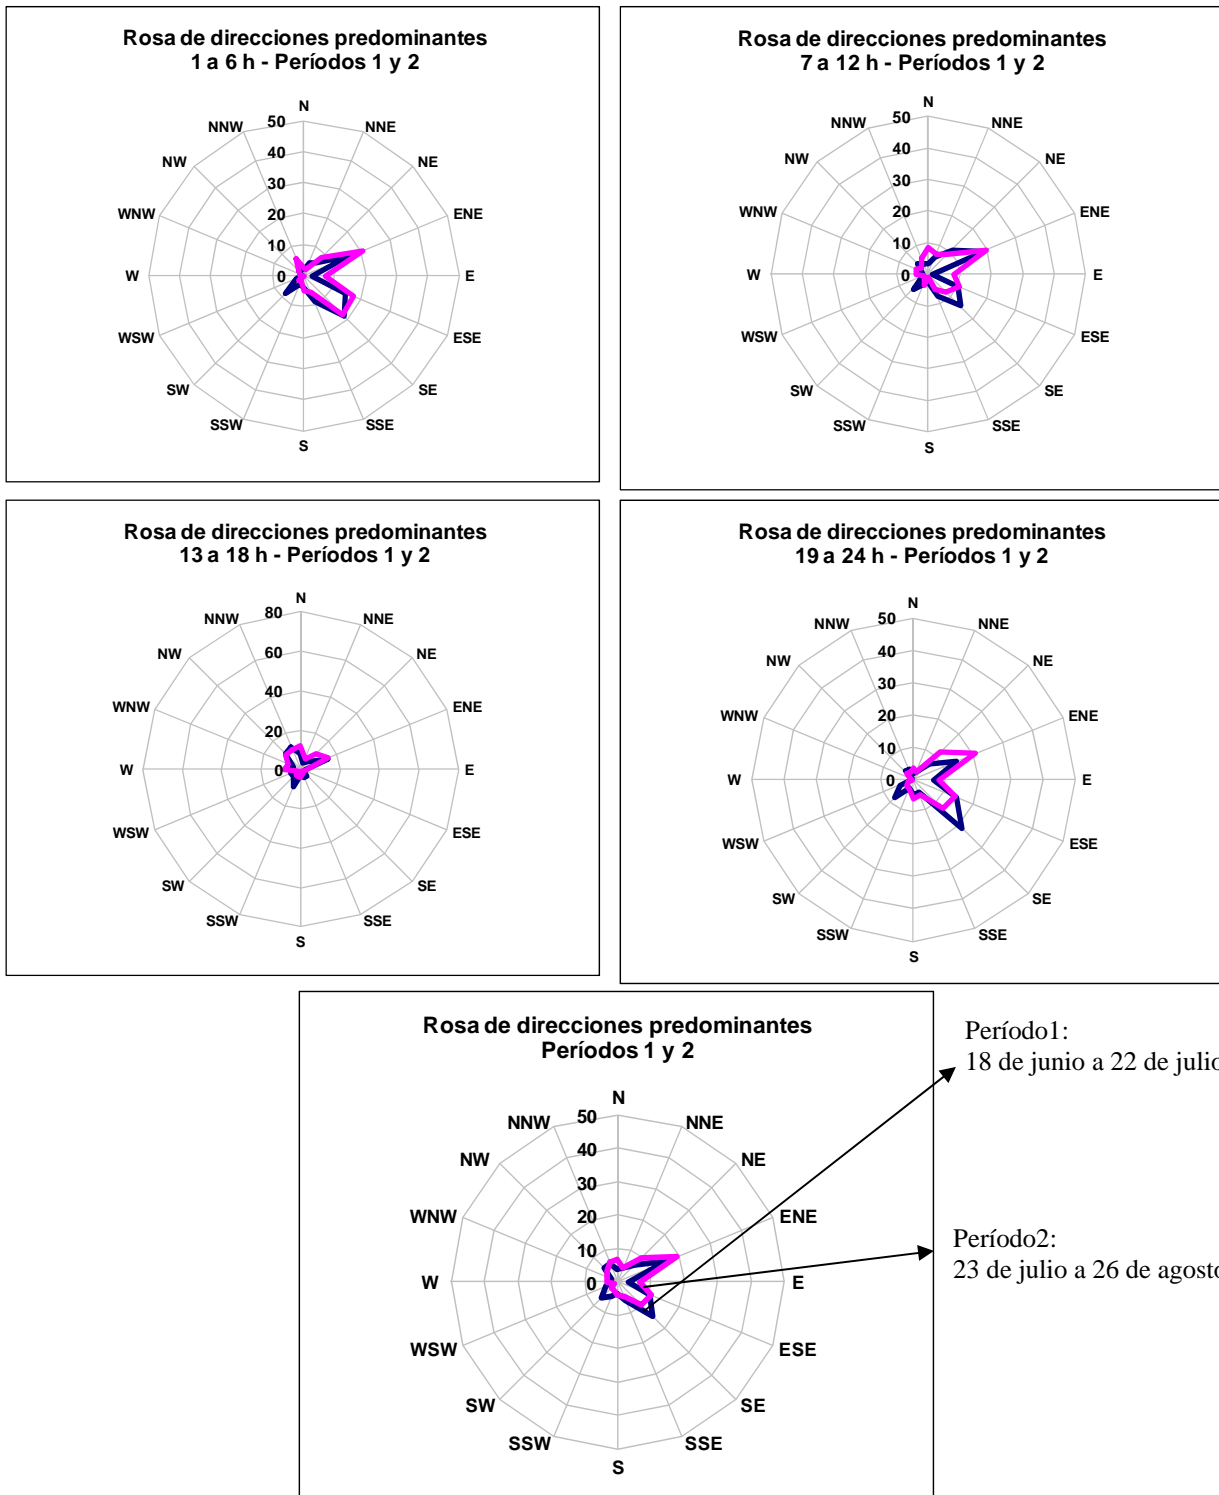 Rosa de direcciones predominantes
1 a 6 h - Períodos 1 y 2
N
NNE
NE
ENE
E
ESE
SE
SSE
S
SSW
SW
WSW
W
WNW
NW
NNW
50
40
30
20
10
0
Rosa de direcciones predominantes
7 a 12 h - Períodos 1 y 2
N
NNE
NE
ENE
E
ESE
SE
SSE
S
SSW
SW
WSW
W
WNW
NW
NNW
50
40
30
20
10
0
Rosa de direcciones predominantes
13 a 18 h - Períodos 1 y 2
N
NNE
NE
ENE
E
ESE
SE
SSE
S
SSW
SW
WSW
W
WNW
NW
NNW
80
60
40
20
0
Rosa de direcciones predominantes
19 a 24 h - Períodos 1 y 2
N
NNE
NE
ENE
E
ESE
SE
SSE
S
SSW
SW
WSW
W
WNW
NW
NNW
50
40
30
20
10
0
Rosa de direcciones predominantes
Períodos 1 y 2
N
NNE
NE
ENE
E
ESE
SE
SSE
S
SSW
SW
WSW
W
WNW
NW
NNW
50
40
30
20
10
0
Período1:
18 de junio a 22 de julio
Período2:
23 de julio a 26 de agosto